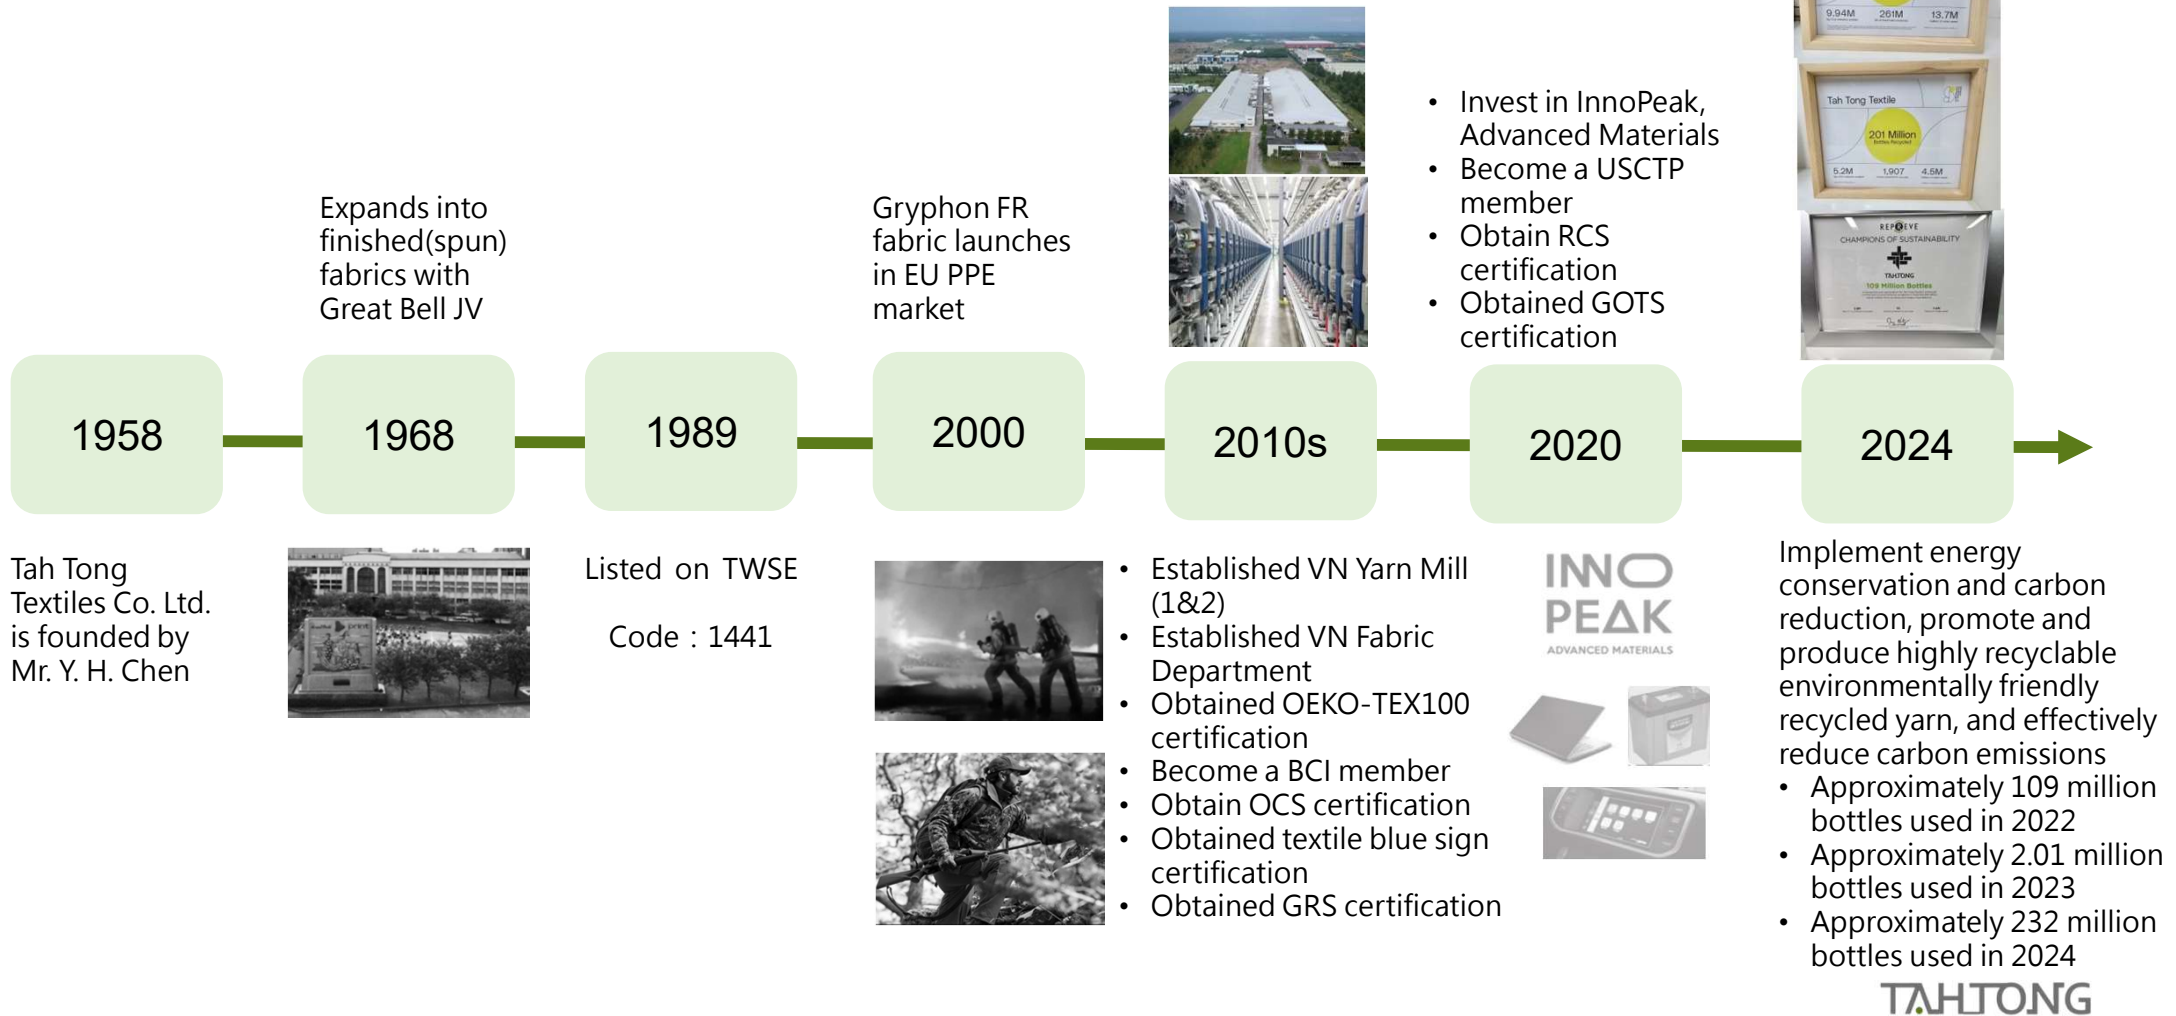 9.94M 261M 13.7M
Tah Tong Textile
201 Million
Bottles Recycled
5.2M 1,907 4.5M
REPREVE
CHAMPIONS OF SUSTAINABILITY
TAHTONG
109 Million Bottles
• Invest in InnoPeak,
Advanced Materials
• Become a USCTP
member
• Obtain RCS
certification
• Obtained GOTS
certification
Expands into
finished(spun)
fabrics with
Great Bell JV
Gryphon FR
fabric launches
in EU PPE
market
1958
1968
1989
2000
2010s
2020
2024
Tah Tong
Textiles Co. Ltd.
is founded by
Mr. Y. H. Chen
print
Listed on TWSE
Code : 1441
• Established VN Yarn Mill
(1&2)
• Established VN Fabric
Department
• Obtained OEKO-TEX100
certification
• Become a BCI member
• Obtain OCS certification
• Obtained textile blue sign
certification
• Obtained GRS certification
INNO
PEAK
ADVANCED MATERIALS
Implement energy
conservation and carbon
reduction, promote and
produce highly recyclable
environmentally friendly
recycled yarn, and effectively
reduce carbon emissions
• Approximately 109 million
bottles used in 2022
• Approximately 2.01 million
bottles used in 2023
• Approximately 232 million
bottles used in 2024
TAHTONG